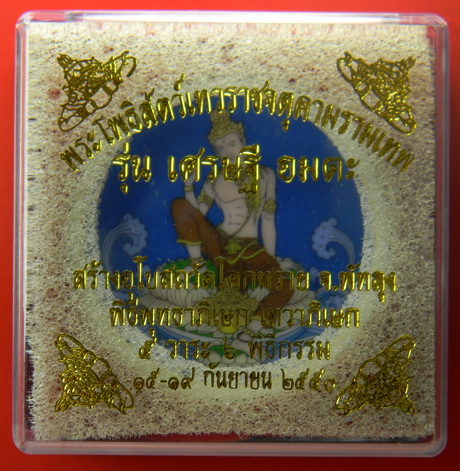 พระโพธิสัตว์เทวราชจตุคามรามเทพ
รุ่น เศรษฐี อมตะ
สร้างอุโบสถวัดโคกทราย จ.พัทลุง
พิธีพุทธาภิเษก-เทวาภิเษก
๕ วาระ ๖ พิธีกรรม
๑๕-๑๙ กันยายน ๒๕๕๐